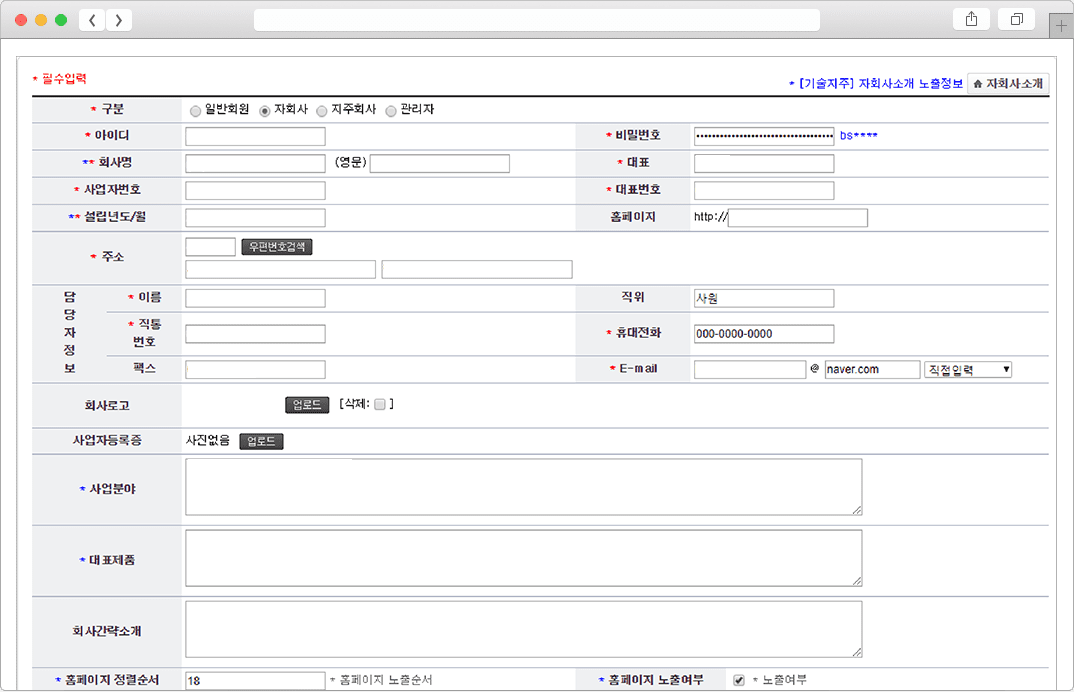 * 필수입력
* [기술지주] 자회사소개 노출정보 자회사소개
* 구분 일반회원 자회사 지주회사 관리자
* 아이디 * 비밀번호 •••••••••••••••••••••••••••••••••• bs****
** 회사명 (영문) * 대표
* 사업자번호 * 대표번호
** 설립년도/월 홈페이지 http://
* 주소 우편번호검색
담당자정보
* 이름 직위 사원
* 직통
번호 * 휴대전화 000-0000-0000
팩스 * E-mail @ naver.com 직접입력
회사로고 업로드 [삭제: ]
사업자등록증 사진없음 업로드
* 사업분야
* 대표제품
회사간략소개
* 홈페이지 정렬순서 18 * 홈페이지 노출순서 * 홈페이지 노출여부 * 노출여부